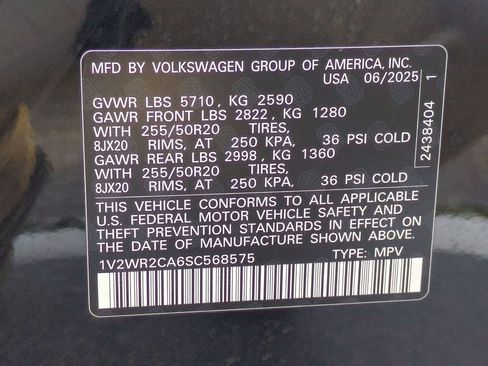 MFD BY VOLKSWAGEN GROUP OF AMERICA, INC.
USA 06/2025
GVWR LBS 5710, KG 2590
GAWR FRONT LBS 2822, KG 1280
WITH 255/50R20 TIRES,
8JX20 RIMS, AT 250 KPA, 36 PSI COLD
GAWR REAR LBS 2998, KG 1360
WITH 255/50R20 TIRES,
8JX20 RIMS, AT 250 KPA, 36 PSI COLD
THIS VEHICLE CONFORMS TO ALL APPLICABLE
U.S. FEDERAL MOTOR VEHICLE SAFETY AND
THEFT PREVENTION STANDARDS IN EFFECT ON
DATE OF MANUFACTURE SHOWN ABOVE.
1V2WR2CA6SC568575 TYPE: MPV
2438404 1